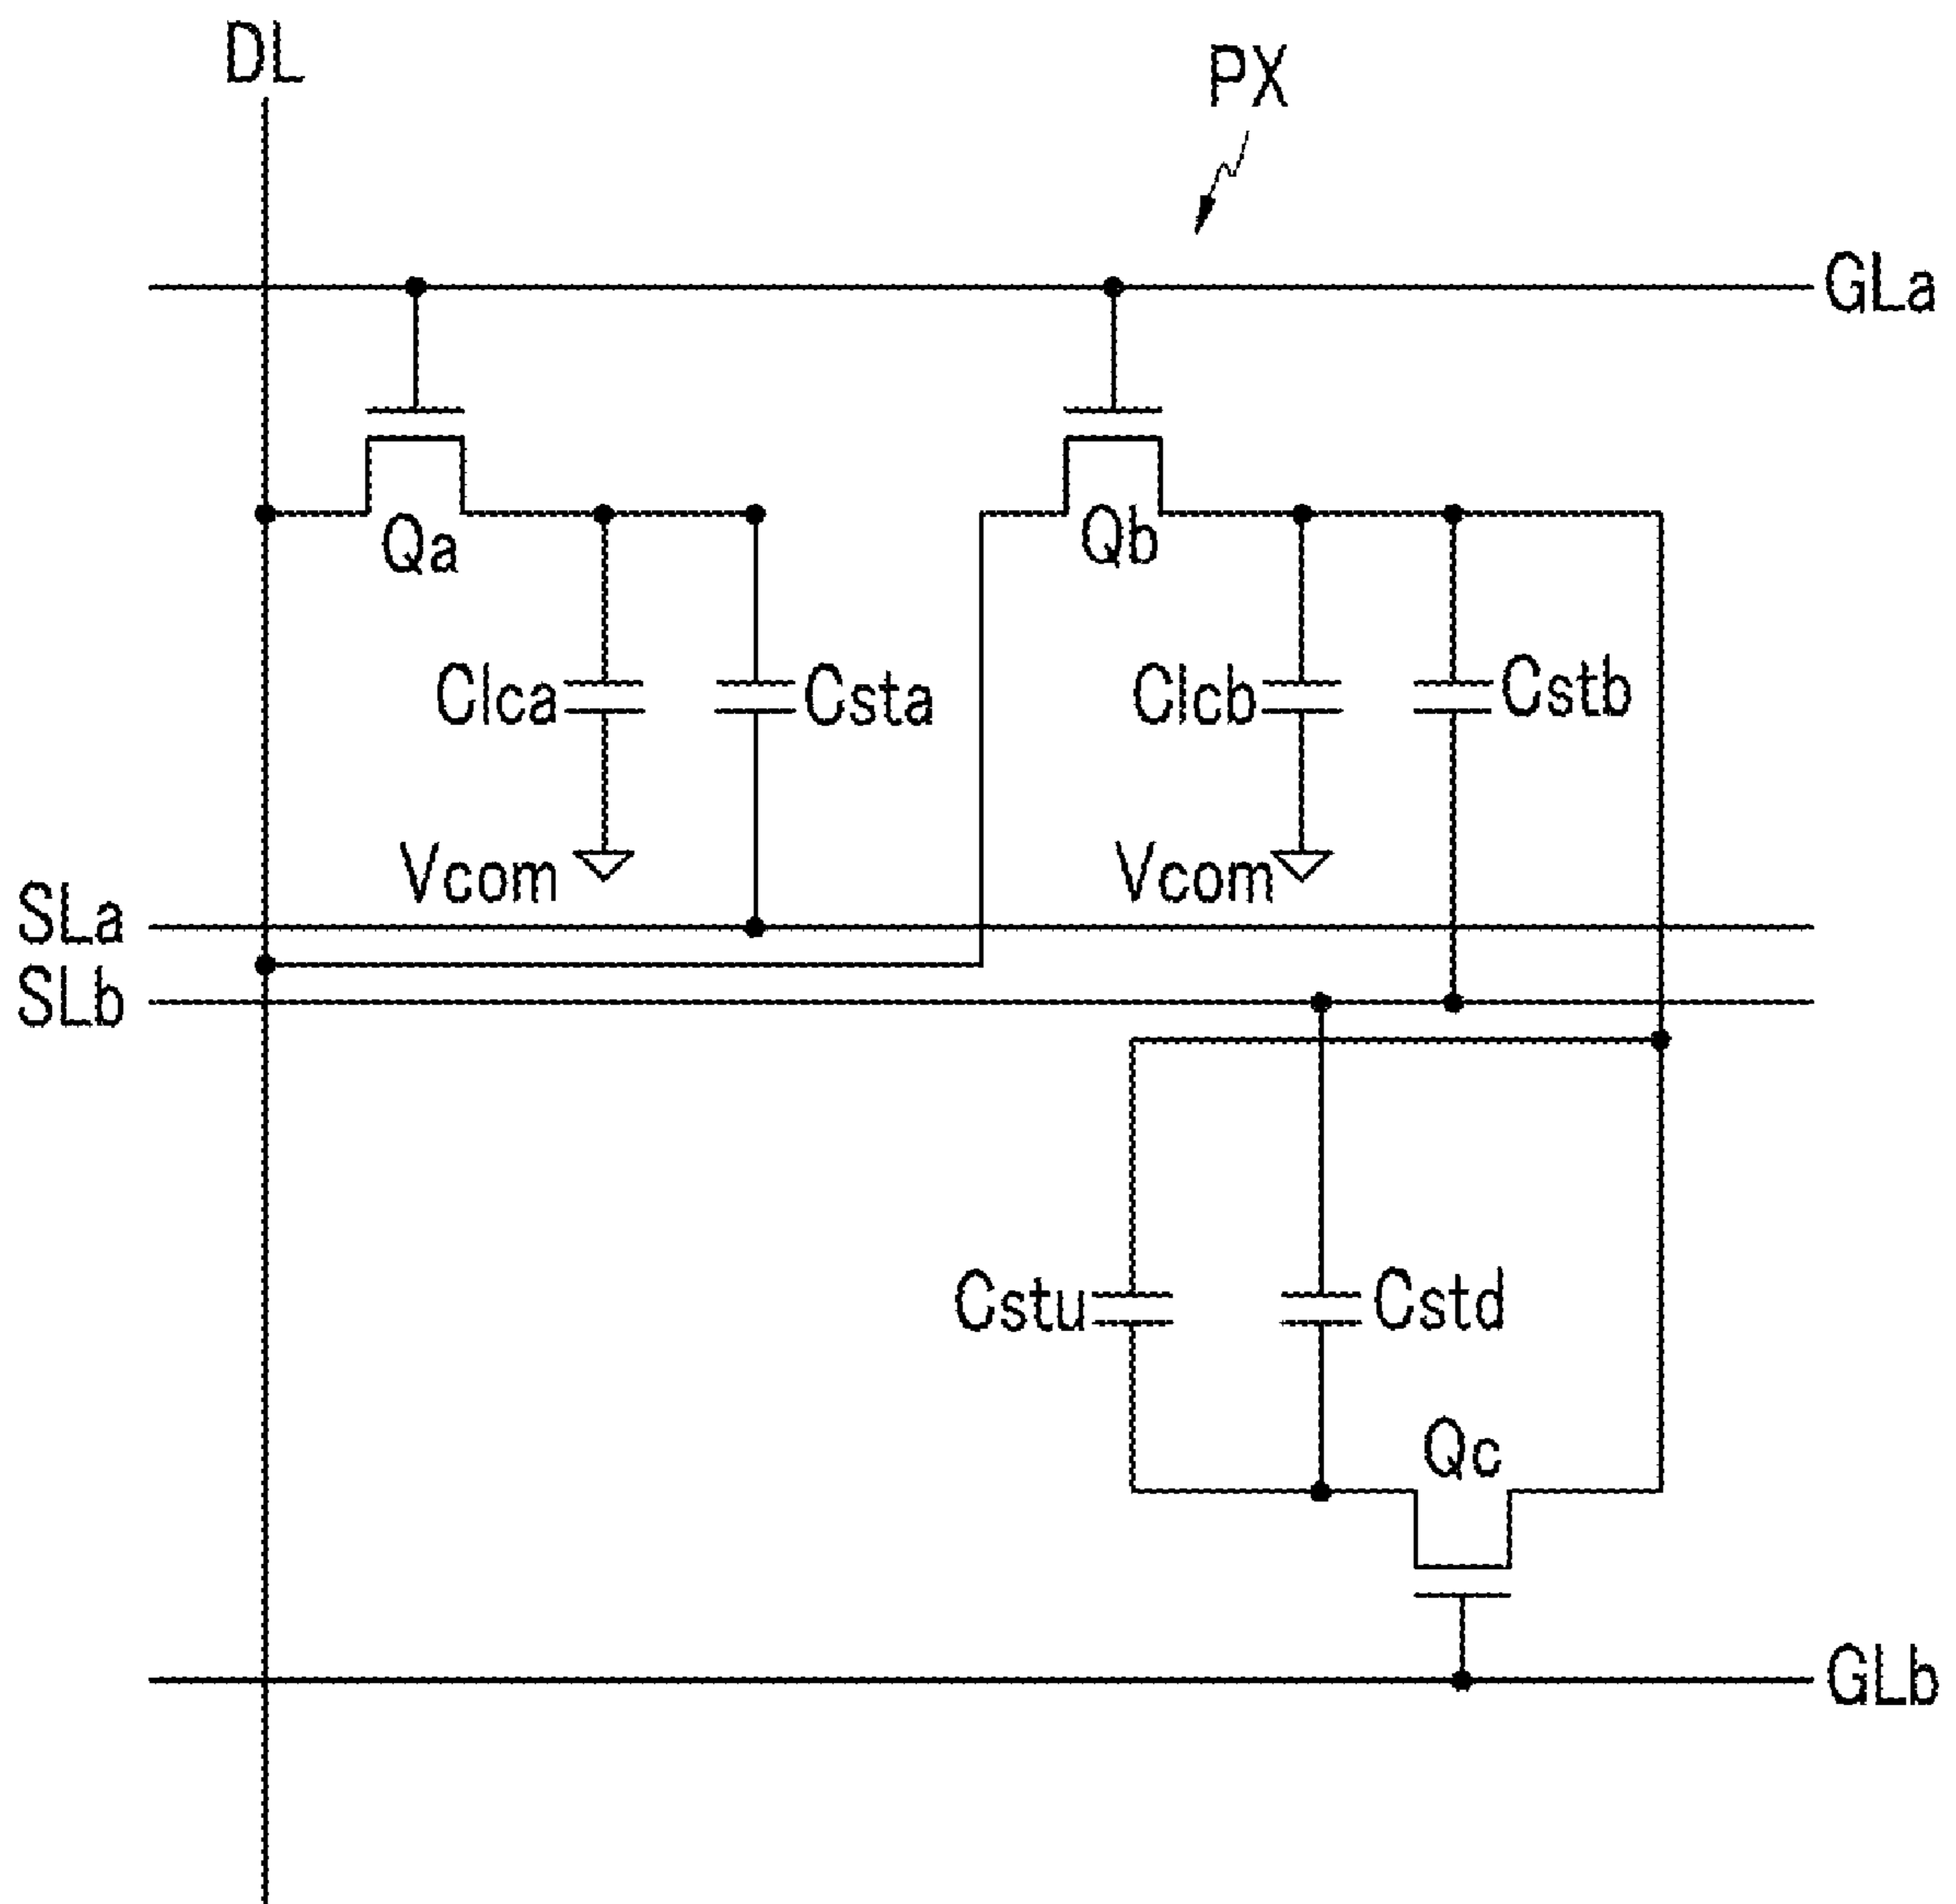 DL
PX
GLa
Qa
Qb
Clca
Csta
Clcb
Cstb
Vcom
Vcom
SLa
SLb
Cstu
Cstd
Qc
GLb